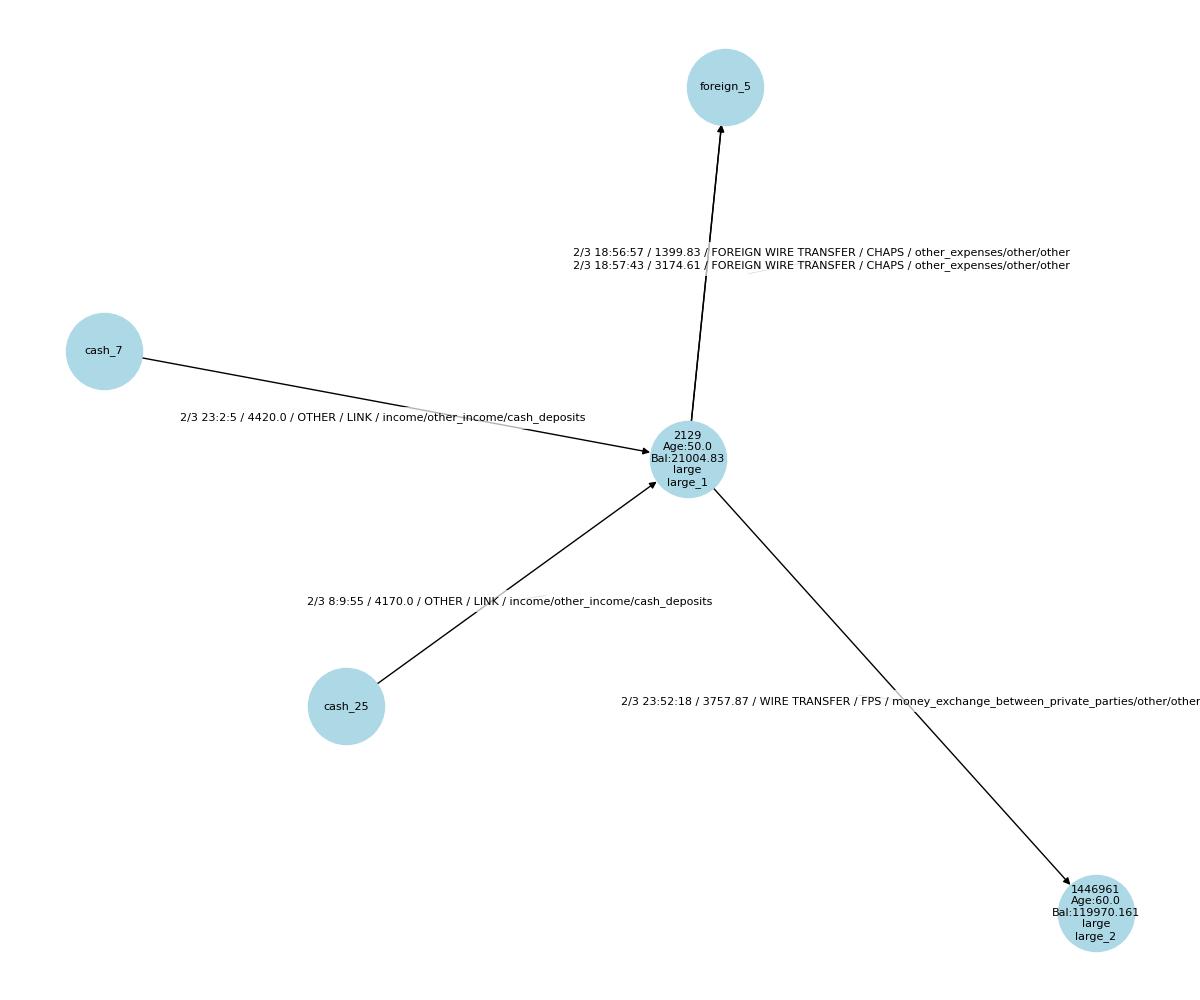 foreign_5
2/3 18:56:57 / 1399.83 / FOREIGN WIRE TRANSFER / CHAPS / other_expenses/other/other
2/3 18:57:43 / 3174.61 / FOREIGN WIRE TRANSFER / CHAPS / other_expenses/other/other
cash_7
2/3 23:2:5 / 4420.0 / OTHER / LINK / income/other_income/cash_deposits
2129
Age:50.0
Bal:21004.83
large
large_1
2/3 8:9:55 / 4170.0 / OTHER / LINK / income/other_income/cash_deposits
cash_25
2/3 23:52:18 / 3757.87 / WIRE TRANSFER / FPS / money_exchange_between_private_parties/other/other
1446961
Age:60.0
Bal:119970.161
large
large_2